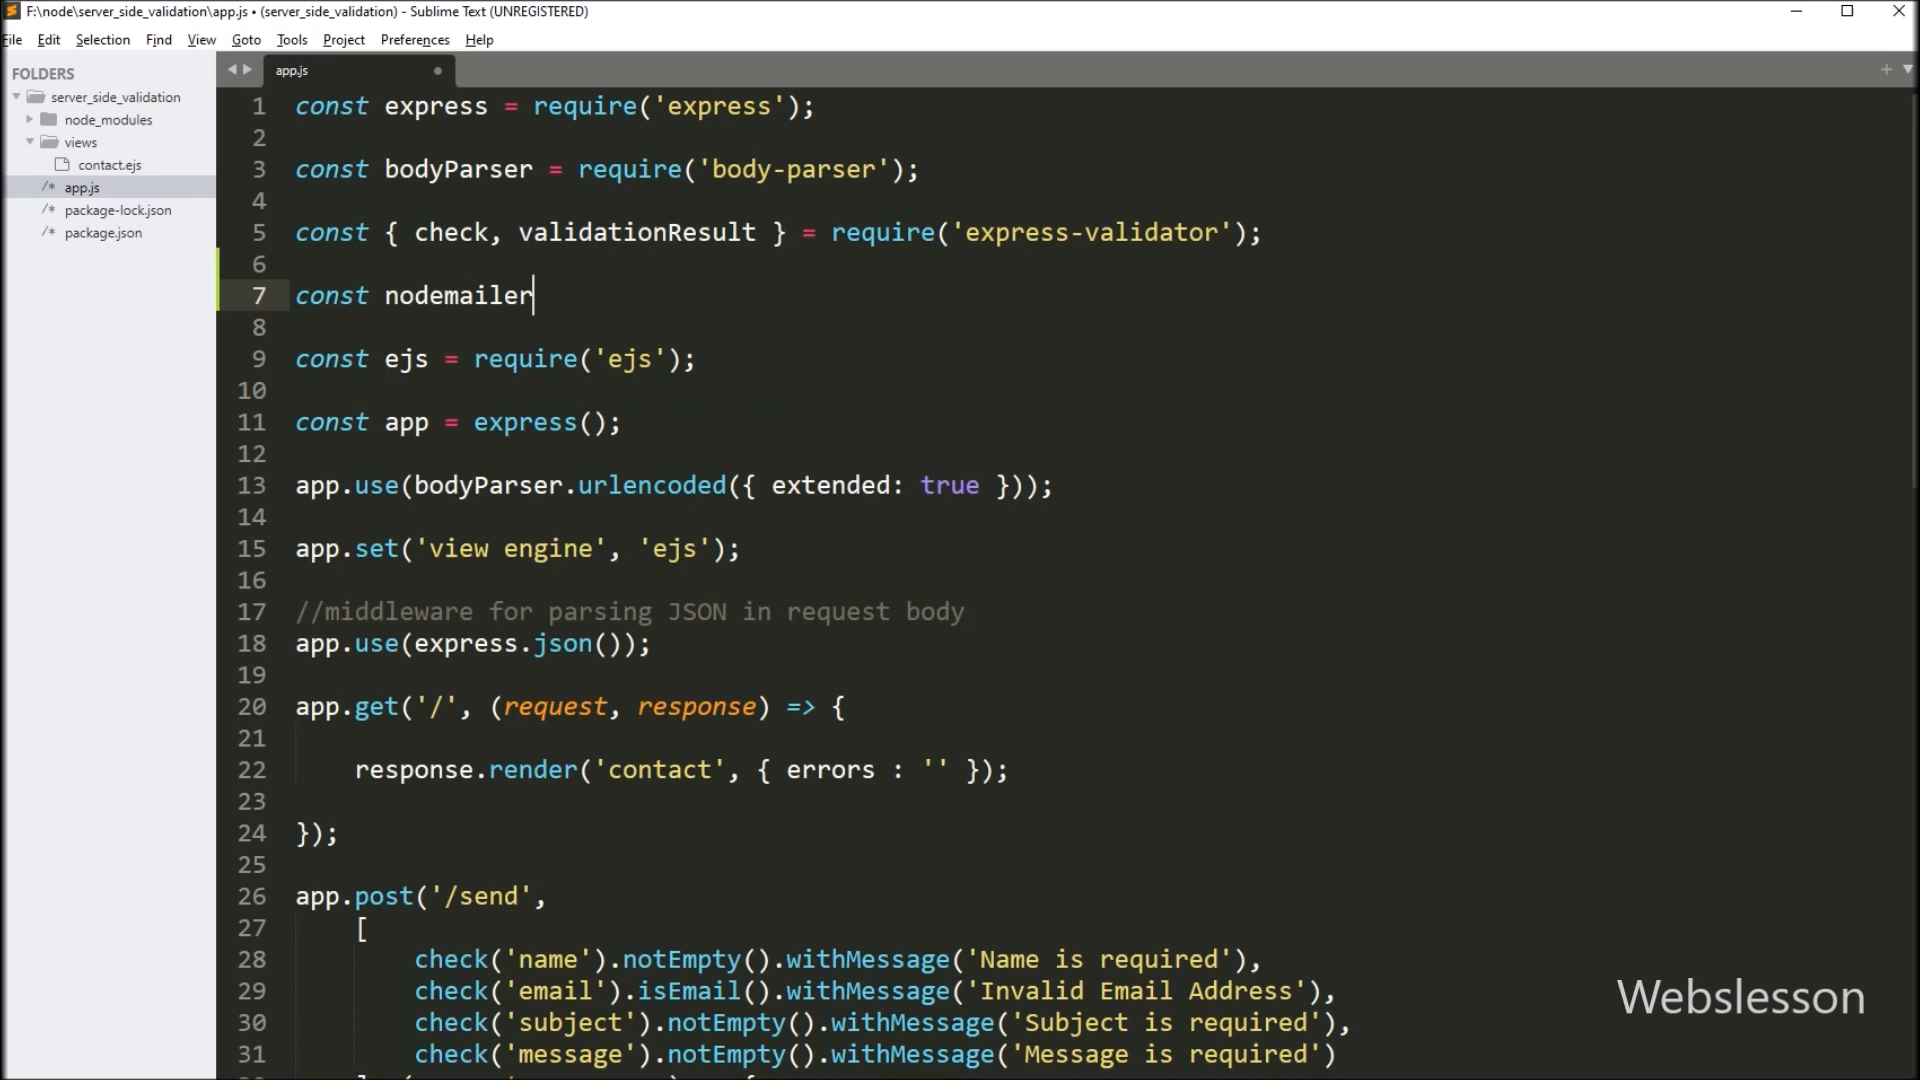 F:\node\server_side_validation\app.js • (server_side_validation) - Sublime Text (UNREGISTERED)
File Edit Selection Find View Goto Tools Project Preferences Help
FOLDERS
server_side_validation
node_modules
views
contact.ejs
/* app.js
/* package-lock.json
/* package.json
app.js
1 const express = require('express');
2
3 const bodyParser = require('body-parser');
4
5 const { check, validationResult } = require('express-validator');
6
7 const nodemailer
8
9 const ejs = require('ejs');
10
11 const app = express();
12
13 app.use(bodyParser.urlencoded({ extended: true }));
14
15 app.set('view engine', 'ejs');
16
17 //middleware for parsing JSON in request body
18 app.use(express.json());
19
20 app.get('/', (request, response) => {
21
22 response.render('contact', { errors : '' });
23
24 });
25
26 app.post('/send',
27 [
28 check('name').notEmpty().withMessage('Name is required'),
29 check('email').isEmail().withMessage('Invalid Email Address'),
30 check('subject').notEmpty().withMessage('Subject is required'),
31 check('message').notEmpty().withMessage('Message is required')
Webslesson